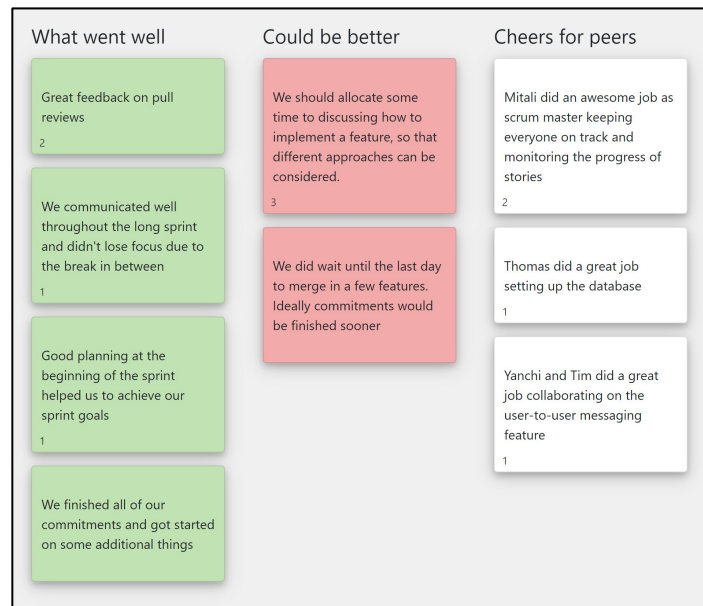 What went well
Great feedback on pull
reviews
2
We communicated well
throughout the long sprint
and didn't lose focus due to
the break in between
1
Good planning at the
beginning of the sprint
helped us to achieve our
sprint goals
1
We finished all of our
commitments and got started
on some additional things
Could be better
We should allocate some
time to discussing how to
implement a feature, so that
different approaches can be
considered.
3
We did wait until the last day
to merge in a few features.
Ideally commitments would
be finished sooner
Cheers for peers
Mitali did an awesome job as
scrum master keeping
everyone on track and
monitoring the progress of
stories
2
Thomas did a great job
setting up the database
1
Yanchi and Tim did a great
job collaborating on the
user-to-user messaging
feature
1